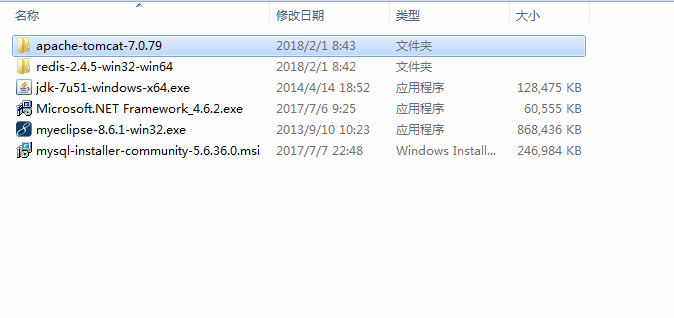 名称 修改日期 类型 大小
apache-tomcat-7.0.79 2018/2/1 8:43 文件夹
redis-2.4.5-win32-win64 2018/2/1 8:42 文件夹
jdk-7u51-windows-x64.exe 2014/4/14 18:52 应用程序 128,475 KB
Microsoft.NET Framework_4.6.2.exe 2017/7/6 9:25 应用程序 60,555 KB
myeclipse-8.6.1-win32.exe 2013/9/10 10:23 应用程序 868,436 KB
mysql-installer-community-5.6.36.0.msi 2017/7/7 22:48 Windows Install... 246,984 KB